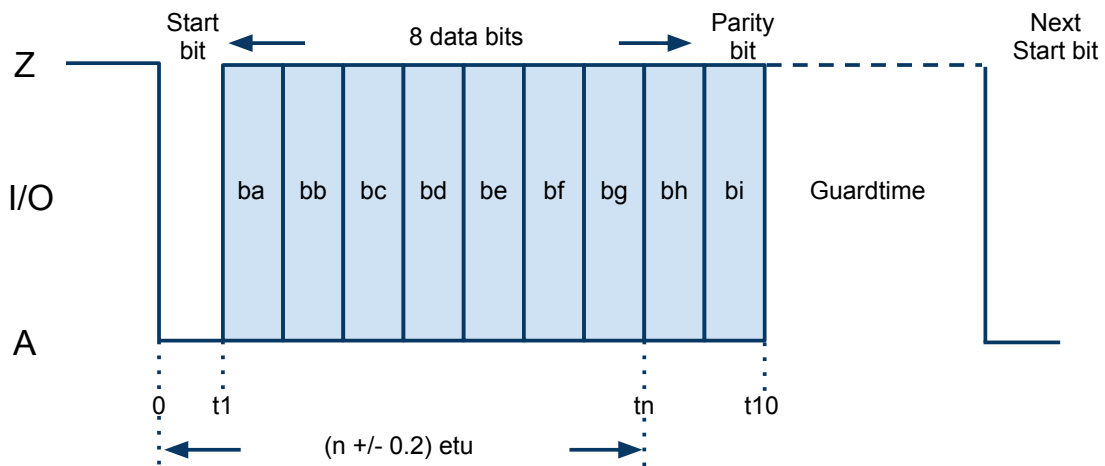 Start
bit
8 data bits
Parity
bit
Next
Start bit
Z
I/O
ba bb bc bd be bf bg bh bi Guardtime
A
0 t1 tn t10
(n +/- 0.2) etu